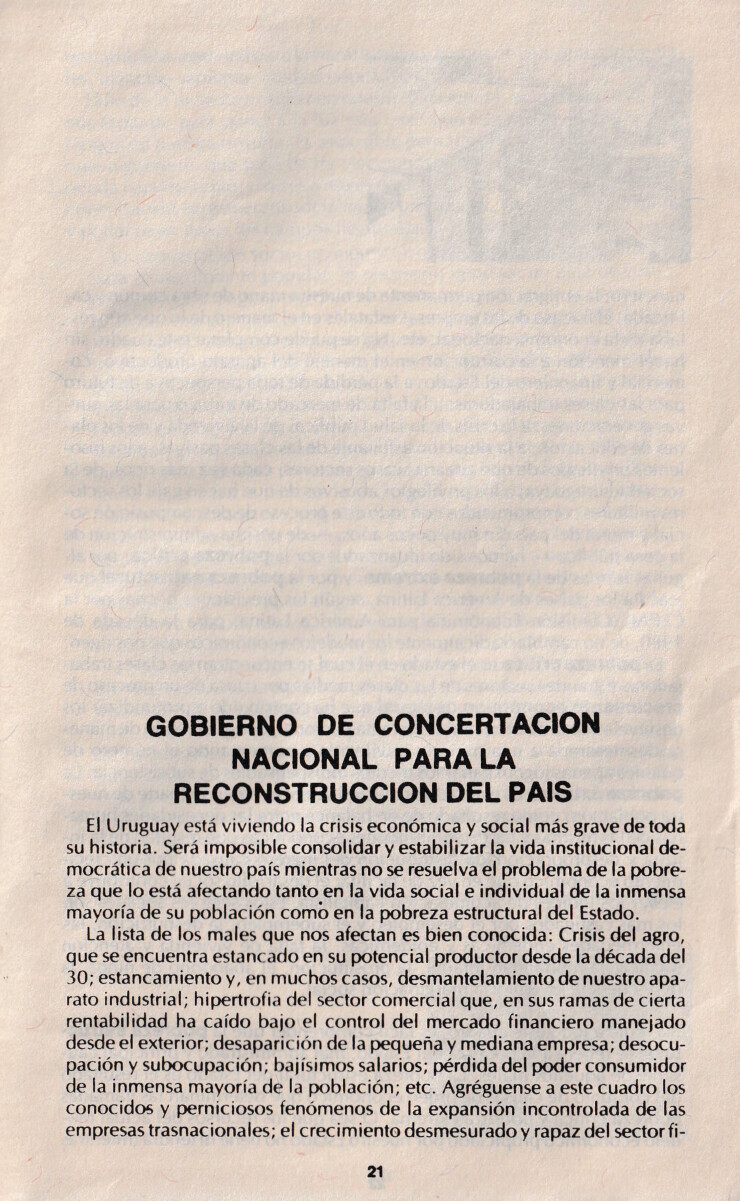 GOBIERNO DE CONCERTACION
NACIONAL PARA LA
RECONSTRUCCION DEL PAIS
El Uruguay está viviendo la crisis económica y social más grave de toda
su historia. Será imposible consolidar y estabilizar la vida institucional de-
mocrática de nuestro país mientras no se resuelva el problema de la pobre-
za que lo está afectando tanto en la vida social e individual de la inmensa
mayoría de su población como en la pobreza estructural del Estado.
La lista de los males que nos afectan es bien conocida: Crisis del agro,
que se encuentra estancado en su potencial productor desde la década del
30; estancamiento y, en muchos casos, desmantelamiento de nuestro apa-
rato industrial; hipertrofia del sector comercial que, en sus ramas de cierta
rentabilidad ha caído bajo el control del mercado financiero manejado
desde el exterior; desaparición de la pequeña y mediana empresa; desocu-
pación y subocupación; bajísimos salarios; pérdida del poder consumidor
de la inmensa mayoría de la población; etc. Agréguense a este cuadro los
conocidos y perniciosos fenómenos de la expansión incontrolada de las
empresas trasnacionales; el crecimiento desmesurado y rapaz del sector fi-
21